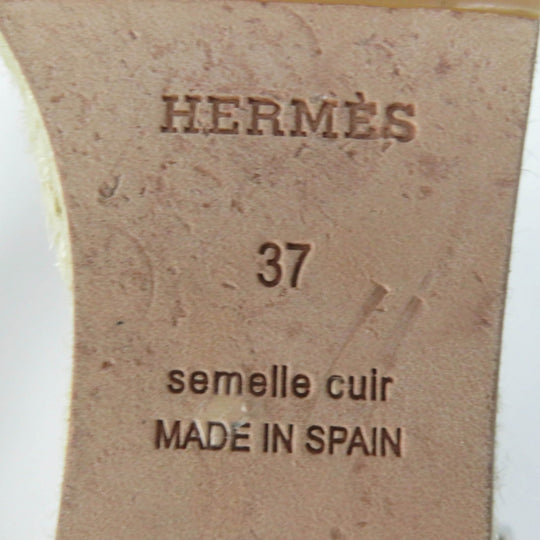 HERMÈS
37
semelle cuir
MADE IN SPAIN